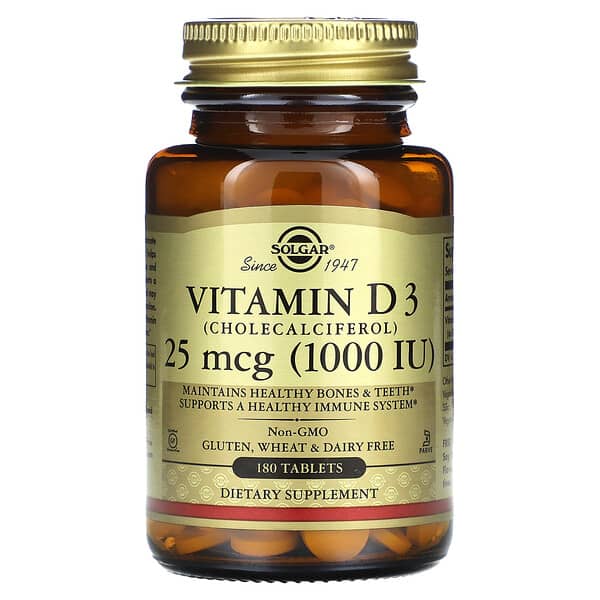 SOLGAR®
Since 1947
VITAMIN D3
(CHOLECALCIFEROL)
25 mcg (1000 IU)
MAINTAINS HEALTHY BONES & TEETH*
SUPPORTS A HEALTHY IMMUNE SYSTEM*
Non-GMO
GLUTEN, WHEAT & DAIRY FREE
180 TABLETS
DIETARY SUPPLEMENT
GF
PARVE